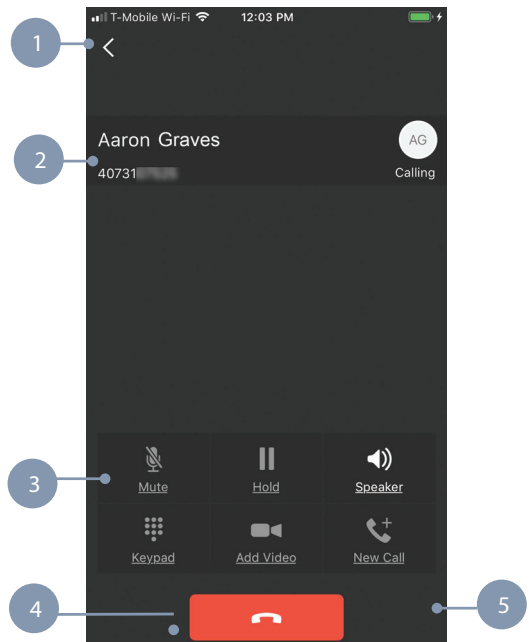 T-Mobile Wi-Fi 12:03 PM
1
Aaron Graves
AG
2
40731
Calling
3
Mute Hold Speaker
Keypad Add Video New Call
4
5